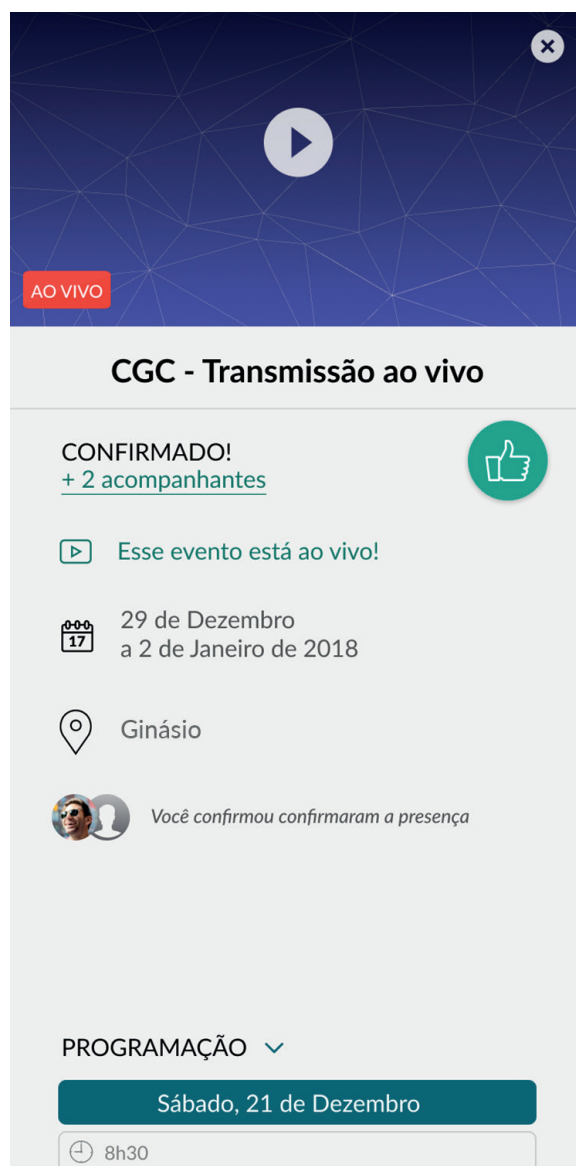 AO VIVO
CGC - Transmissão ao vivo
CONFIRMADO!
+ 2 acompanhantes
Esse evento está ao vivo!
29 de Dezembro
17
a 2 de Janeiro de 2018
Ginásio
Você confirmou confirmaram a presença
PROGRAMAÇÃO
Sábado, 21 de Dezembro
8h30